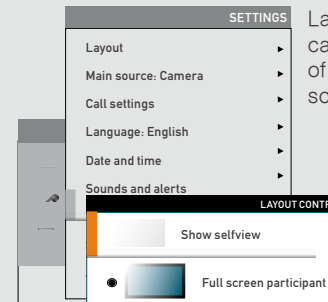 SETTINGS
Layout
Main source: Camera
Call settings
Language: English
Date and time
Sounds and alerts
LAYOUT
Show selfview
Full screen participant
of